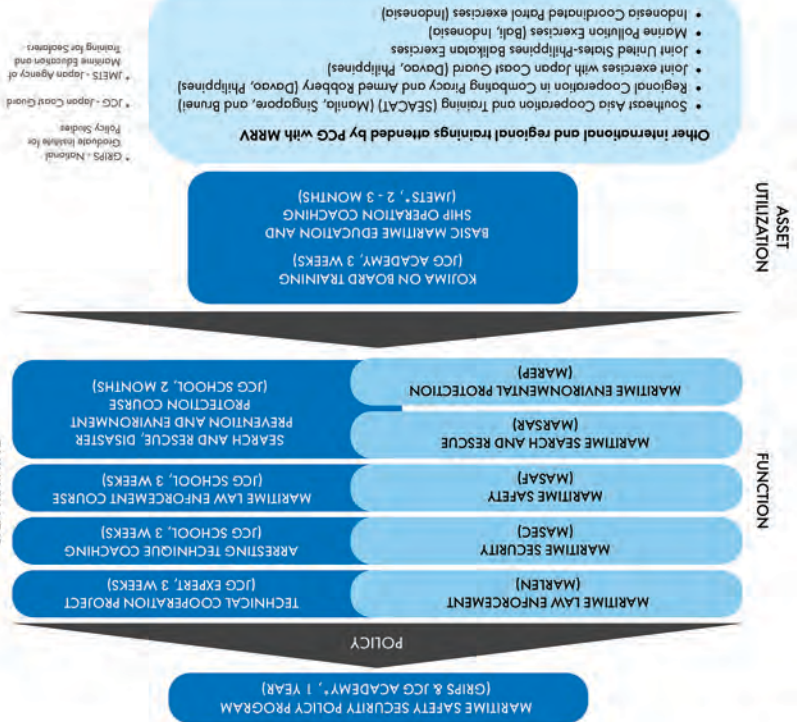 MARITIME SAFETY SECURITY POLICY PROGRAM
(GRIPS & JCG ACADEMY*, 1 YEAR)
POLICY
FUNCTION
MARITIME LAW ENFORCEMENT
(MARLEN)
TECHNICAL COOPERATION PROJECT
(JCG EXPERT, 3 WEEKS)
MARITIME SECURITY
(MASEC)
ARRESTING TECHNIQUE COACHING
(JCG SCHOOL, 3 WEEKS)
MARITIME SAFETY
(MASAF)
MARITIME LAW ENFORCEMENT COURSE
(JCG SCHOOL, 3 WEEKS)
MARITIME SEARCH AND RESCUE
(MARSAR)
MARITIME ENVIRONMENTAL PROTECTION
(MAREP)
SEARCH AND RESCUE, DISASTER
PREVENTION AND ENVIRONMENT
PROTECTION COURSE
(JCG SCHOOL, 2 MONTHS)
ASSET
UTILIZATION
KOJIMA ON BOARD TRAINING
(JCG ACADEMY, 3 WEEKS)
BASIC MARITIME EDUCATION AND
SHIP OPERATION COACHING
(JMETS*, 2 - 3 MONTHS)
Other international and regional trainings attended by PCG with MRRV
• Southeast Asia Cooperation and Training (SEACAT) (Manila, Singapore, and Brunei)
• Regional Cooperation in Combating Piracy and Armed Robbery (Davao, Philippines)
• Joint exercises with Japan Coast Guard (Davao, Philippines)
• Joint United States-Philippines Balikatan Exercises
• Marine Pollution Exercises (Bali, Indonesia)
• Indonesia Coordinated Patrol exercises (Indonesia)
* GRIPS - National
Graduate Institute for
Policy Studies
* JCG - Japan Coast Guard
* JMETS - Japan Agency of
Maritime Education and
Training for Seafarers